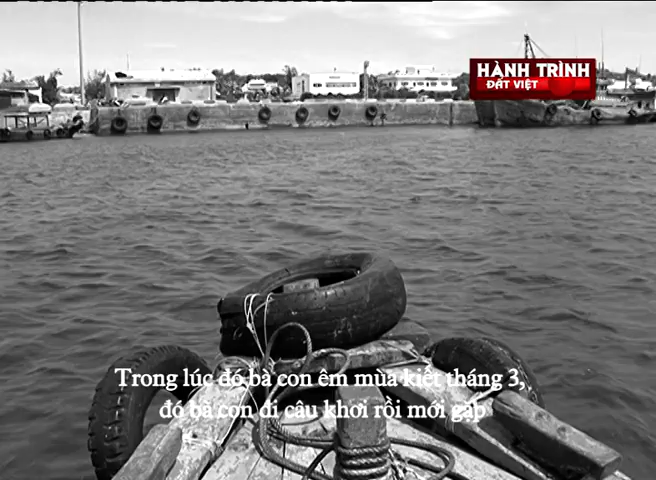 HÀNH TRÌNH
ĐẤT VIỆT
Trong lúc đó bà con êm mùa kiệt tháng 3,
đó bà con đi câu khơi rồi mới gặp